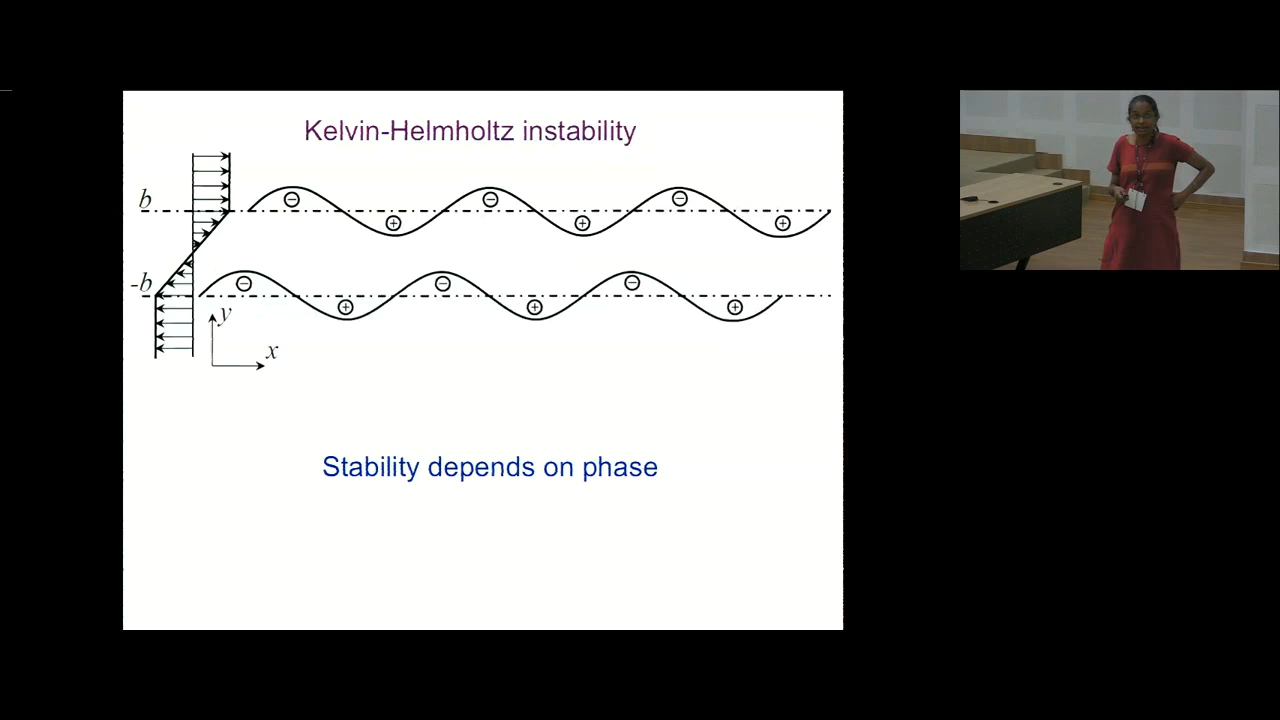 Kelvin-Helmholtz instability
b
-b
y
x
Stability depends on phase